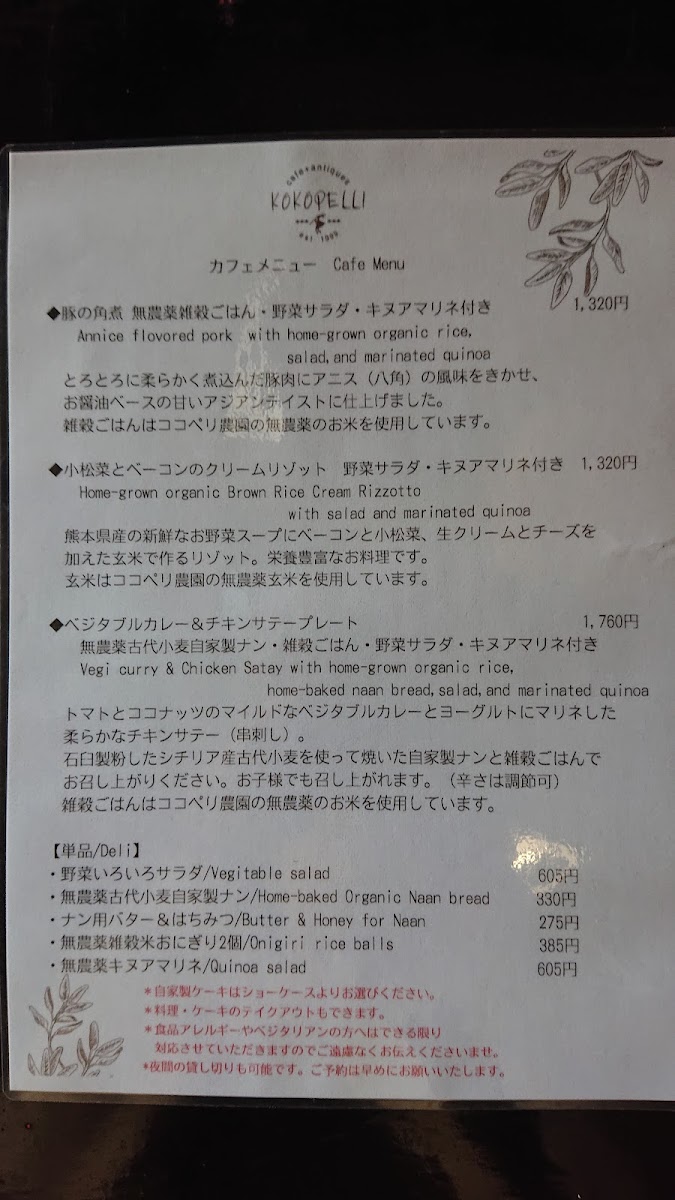 cafe+antiques
KOKOPELLI
est. 1999
カフェメニュー Cafe Menu
◆豚の角煮 無農薬雑穀ごはん・野菜サラダ・キヌアマリネ付き 1,320円
Annice flovored pork with home-grown organic rice,
salad,and marinated quinoa
とろとろに柔らかく煮込んだ豚肉にアニス（八角）の風味をきかせ、
お醤油ベースの甘いアジアンテイストに仕上げました。
雑穀ごはんはココペリ農園の無農薬のお米を使用しています。
◆小松菜とベーコンのクリームリゾット 野菜サラダ・キヌアマリネ付き 1,320円
Home-grown organic Brown Rice Cream Rizzotto
with salad and marinated quinoa
熊本県産の新鮮なお野菜スープにベーコンと小松菜、生クリームとチーズを
加えた玄米で作るリゾット。栄養豊富なお料理です。
玄米はココペリ農園の無農薬玄米を使用しています。
◆ベジタブルカレー＆チキンサテープレート 1,760円
無農薬古代小麦自家製ナン・雑穀ごはん・野菜サラダ・キヌアマリネ付き
Vegi curry & Chicken Satay with home-grown organic rice,
home-baked naan bread,salad,and marinated quinoa
トマトとココナッツのマイルドなベジタブルカレーとヨーグルトにマリネした
柔らかなチキンサテー（串刺し）。
石臼製粉したシチリア産古代小麦を使って焼いた自家製ナンと雑穀ごはんで
お召し上がりください。お子様でも召し上がれます。（辛さは調節可）
雑穀ごはんはココペリ農園の無農薬のお米を使用しています。
【単品/Deli】
・野菜いろいろサラダ/Vegitable salad 605円
・無農薬古代小麦自家製ナン/Home-baked Organic Naan bread 330円
・ナン用バター＆はちみつ/Butter & Honey for Naan 275円
・無農薬雑穀米おにぎり2個/Onigiri rice balls 385円
・無農薬キヌアマリネ/Quinoa salad 605円
＊自家製ケーキはショーケースよりお選びください。
＊料理・ケーキのテイクアウトもできます。
＊食品アレルギーやベジタリアンの方へはできる限り
対応させていただきますのでご遠慮なくお伝えくださいませ。
*夜間の貸し切りも可能です。ご予約は早めにお願いいたします。